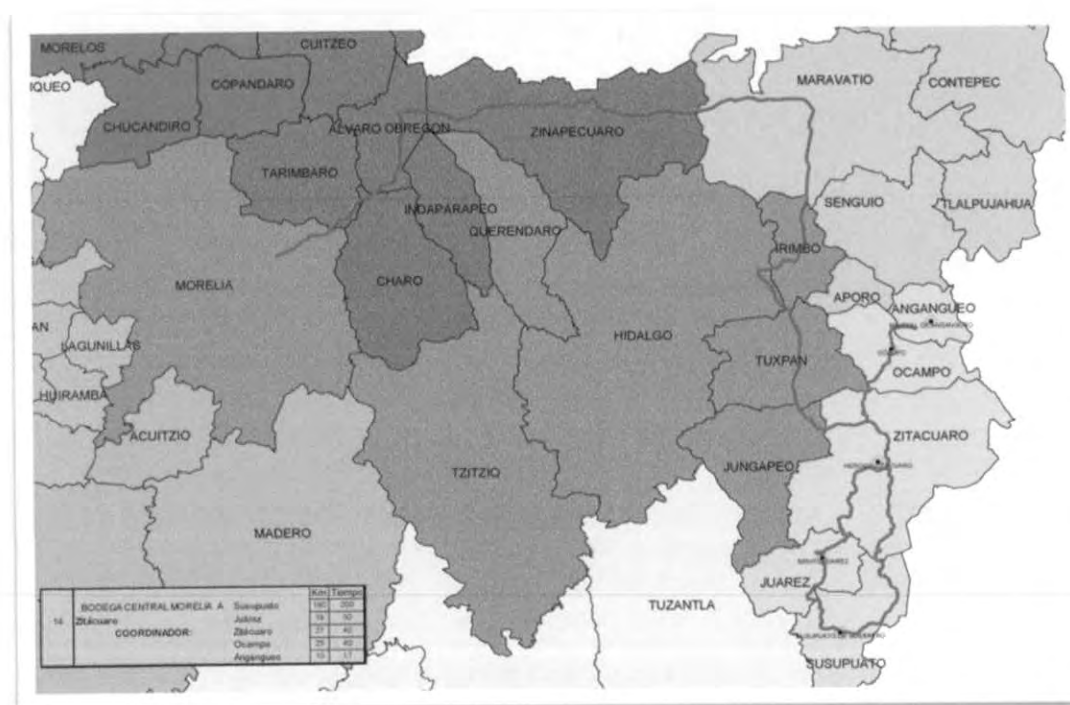 MORELOS
CUITZEO
MARAVATIO
CONTEPEC
IQUEO
COPANDARO
CHUCANDIRO
ALVARO OBREGON
ZINAPECUARO
TARIMBARO
SENGUIO
TLALPUJAHUA
INDAPARAPEO
QUERENDARO
IRIMBO
CHARO
MORELIA
APORO
ANGANGUEO
AN
LAGUNILLAS
HIDALGO
TUXPAN
OCAMPO
HUIRAMBA
ACUITZIO
ZITACUARO
TZITZIO
JUNGAPEO
MADERO
JUAREZ
TUZANTLA
SUSUPUATO
Km Tiempo
BODEGA CENTRAL MORELIA A Susupuato
14 Zitácuaro
COORDINADOR: Zitácuaro
Ocampo
Angangueo